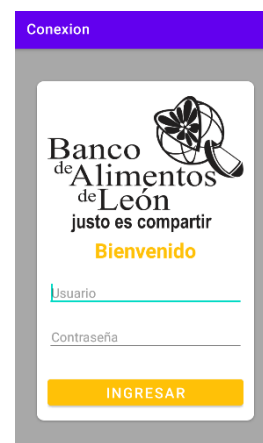 Conexion
Banco
de Alimentos
de León
justo es compartir
Bienvenido
Usuario
Contraseña
INGRESAR